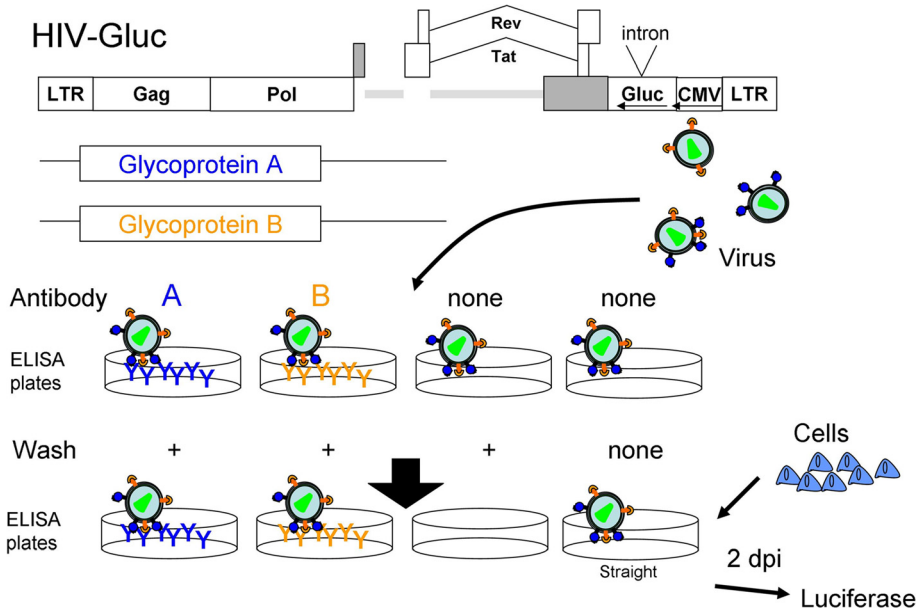 HIV-Gluc
Rev
Tat
intron
LTR Gag Pol Gluc CMV LTR
Glycoprotein A
Glycoprotein B
Virus
Antibody A B none none
ELISA
plates
Wash + + + none
Cells
ELISA
plates
Straight
2 dpi
Luciferase